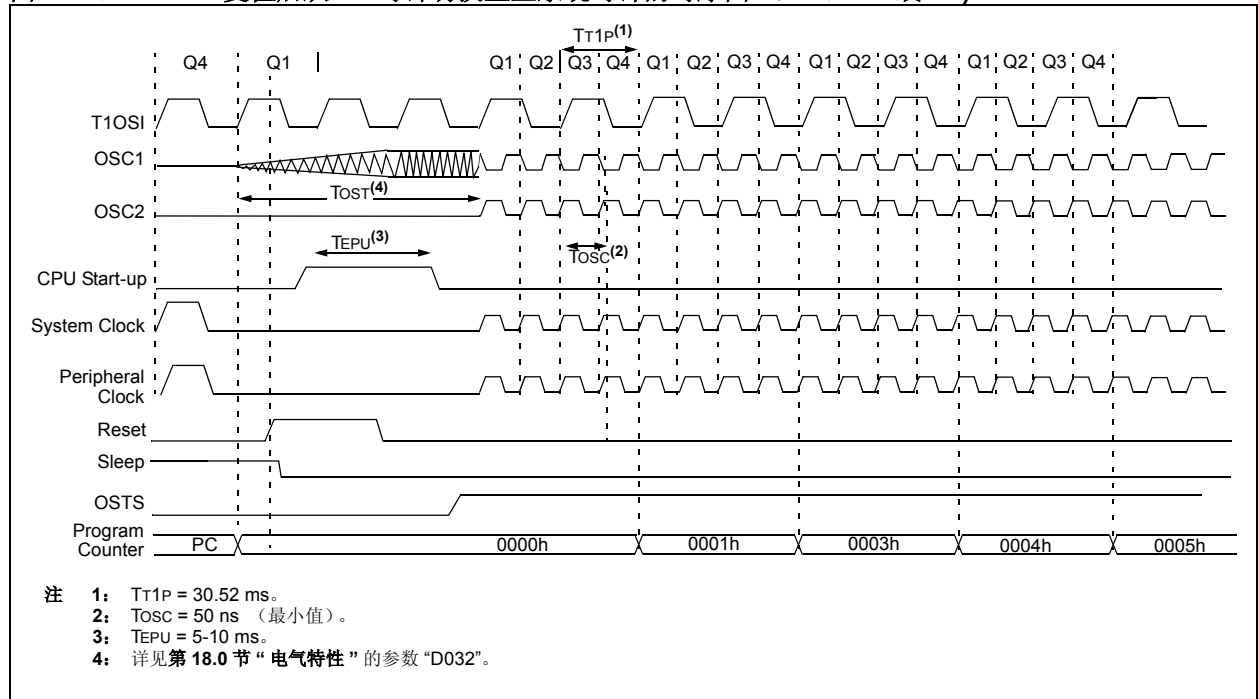 TT1P(1)
Q4 Q1 Q1 Q2 Q3 Q4 Q1 Q2 Q3 Q4 Q1 Q2 Q3 Q4 Q1 Q2 Q3 Q4
T1OSI
OSC1
TOST(4)
OSC2
TEPU(3)
TOSC(2)
CPU Start-up
System Clock
Peripheral
Clock
Reset
Sleep
OSTS
Program
Counter
PC 0000h 0001h 0003h 0004h 0005h
注 1: TT1P = 30.52 ms。
2: TOSC = 50 ns （最小值）。
3: TEPU = 5-10 ms。
4: 详见第 18.0 节 “ 电气特性 ” 的参数 “D032”。